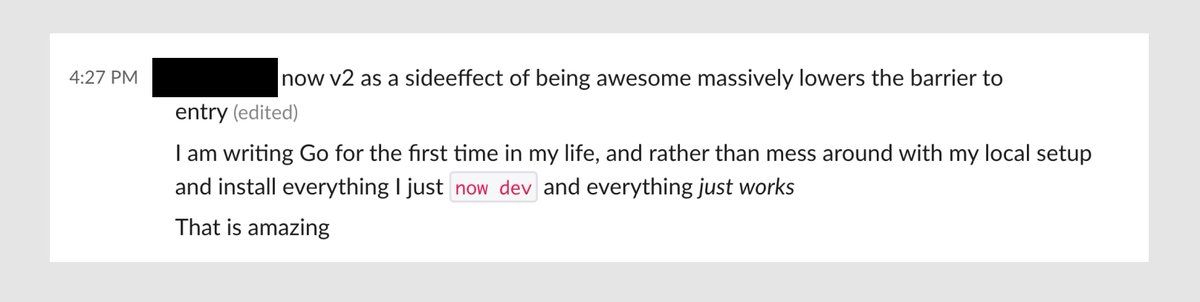 4:27 PM now v2 as a sideeffect of being awesome massively lowers the barrier to
entry (edited)
I am writing Go for the first time in my life, and rather than mess around with my local setup
and install everything I just now dev and everything just works
That is amazing